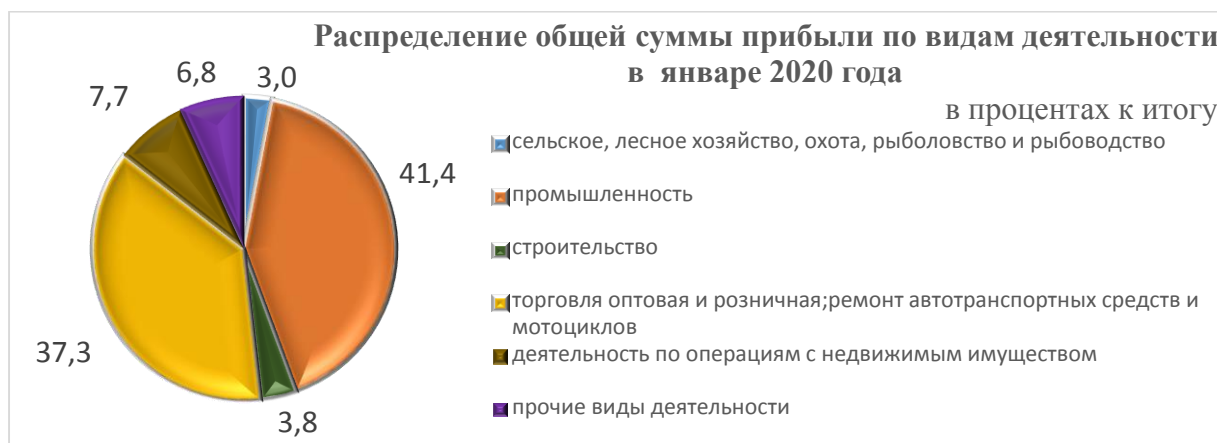 Распределение общей суммы прибыли по видам деятельности
в январе 2020 года
в процентах к итогу
6,8
3,0
7,7
41,4
37,3
3,8
сельское, лесное хозяйство, охота, рыболовство и рыбоводство
промышленность
строительство
торговля оптовая и розничная;ремонт автотранспортных средств и
мотоциклов
деятельность по операциям с недвижимым имуществом
прочие виды деятельности